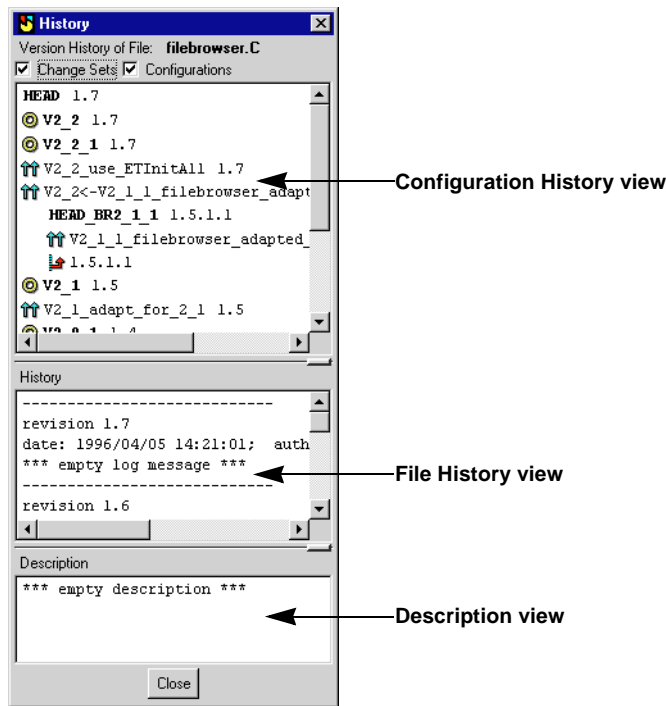 History
Version History of File: filebrowser.C
Change Sets Configurations
HEAD 1.7
V2_2 1.7
V2_2_1 1.7
V2_2_use_ETInitAll 1.7
V2_2<-V2_1_1_filebrowser_adapt
HEAD_BR2_1_1 1.5.1.1
V2_1_1_filebrowser_adapted_
1.5.1.1
V2_1 1.5
V2_1_adapt_for_2_1 1.5
Configuration History view
History
----------------------------
revision 1.7
date: 1996/04/05 14:21:01; auth
*** empty log message ***
----------------------------
revision 1.6
File History view
Description
*** empty description ***
Description view
Close